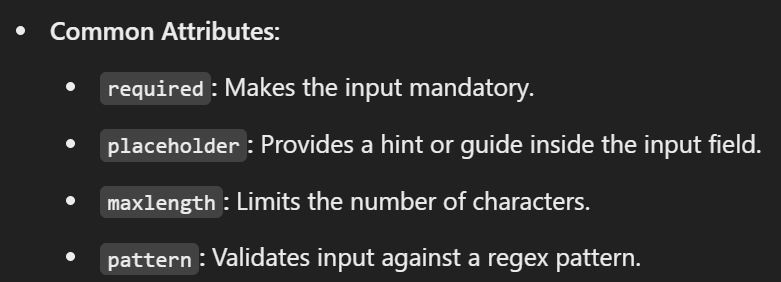 Common Attributes:
required: Makes the input mandatory.
placeholder: Provides a hint or guide inside the input field.
maxlength: Limits the number of characters.
pattern: Validates input against a regex pattern.